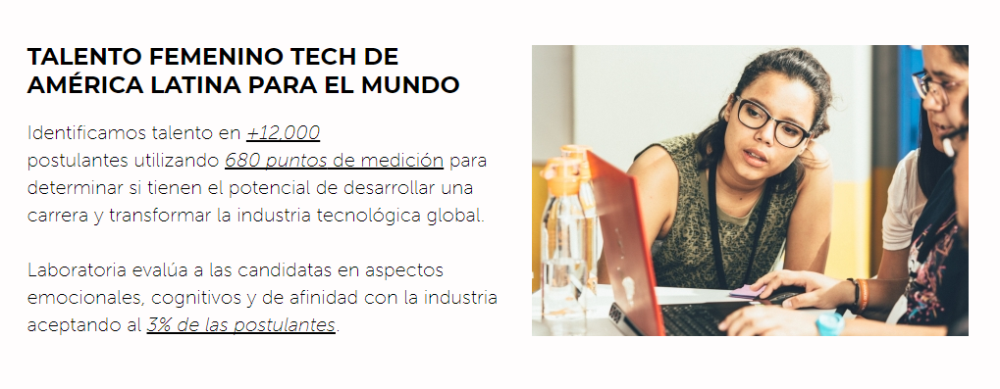 TALENTO FEMENINO TECH DE
AMÉRICA LATINA PARA EL MUNDO
Identificamos talento en +12,000
postulantes utilizando 680 puntos de medición para
determinar si tienen el potencial de desarrollar una
carrera y transformar la industria tecnológica global.
Laboratoria evalúa a las candidatas en aspectos
emocionales, cognitivos y de afinidad con la industria
aceptando al 3% de las postulantes.